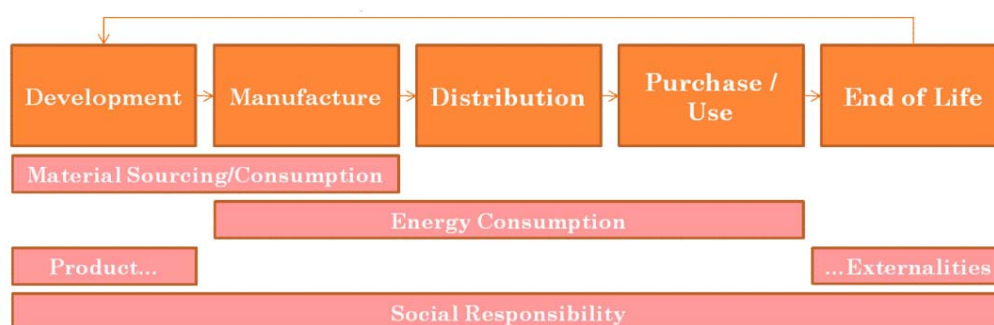 Development
Manufacture
Distribution
Purchase /
Use
End of Life
Material Sourcing/Consumption
Energy Consumption
Product...
...Externalities
Social Responsibility